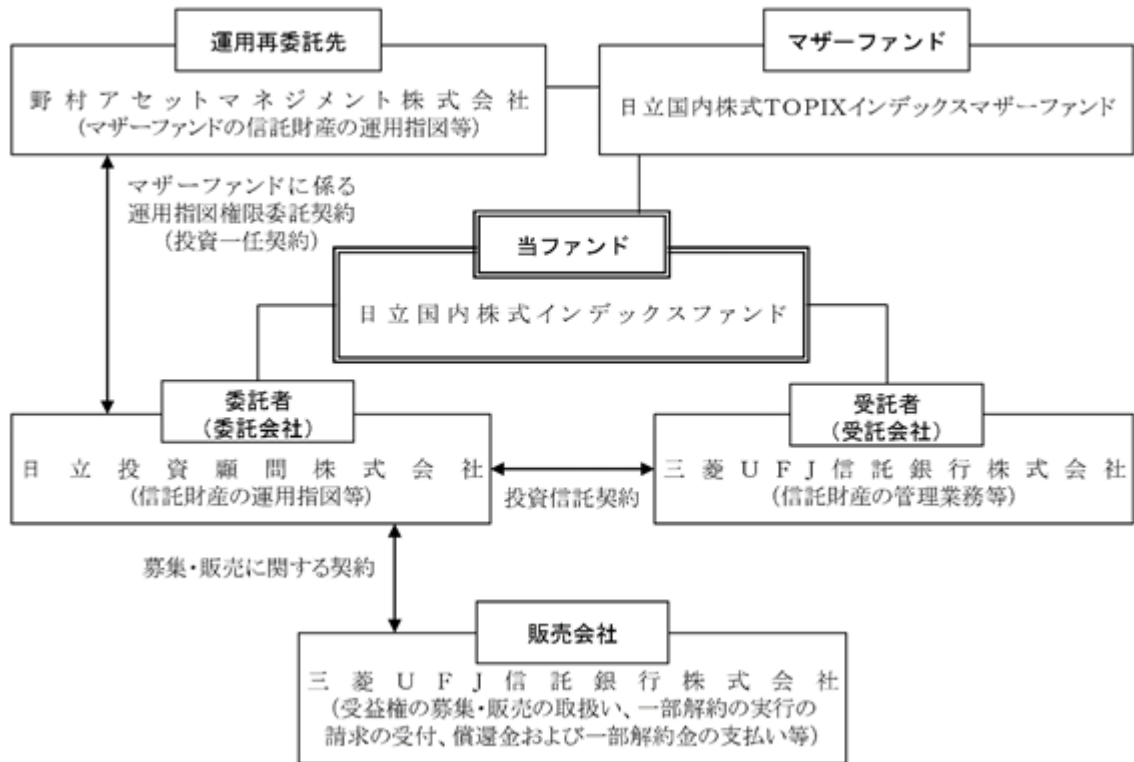 運用再委託先
野村アセットマネジメント株式会社
(マザーファンドの信託財産の運用指図等)
マザーファンド
日立国内株式TOPIXインデックスマザーファンド
マザーファンドに係る
運用指図権限委託契約
(投資一任契約)
当ファンド
日立国内株式インデックスファンド
委託者
(委託会社)
日立投資顧問株式会社
(信託財産の運用指図等)
投資信託契約
受託者
(受託会社)
三菱UFJ信託銀行株式会社
(信託財産の管理業務等)
募集・販売に関する契約
販売会社
三菱UFJ信託銀行株式会社
(受益権の募集・販売の取扱い、一部解約の実行の
請求の受付、償還金および一部解約金の支払い等)